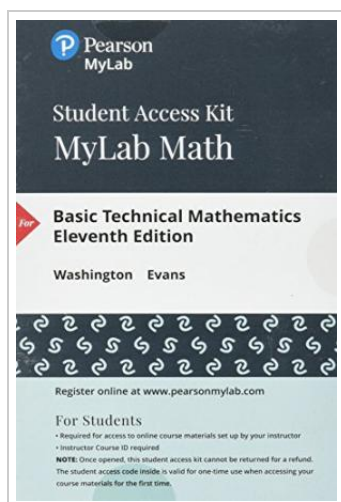 Pearson
MyLab
Student Access Kit
MyLab Math
For
Basic Technical Mathematics
Eleventh Edition
Washington Evans
Register online at www.pearsonmylab.com
For Students
• Required for access to online course materials set up by your instructor
• Instructor Course ID required
NOTE: Once opened, this student access kit cannot be returned for a refund.
The student access code inside is valid for one-time use when accessing your
course materials for the first time.